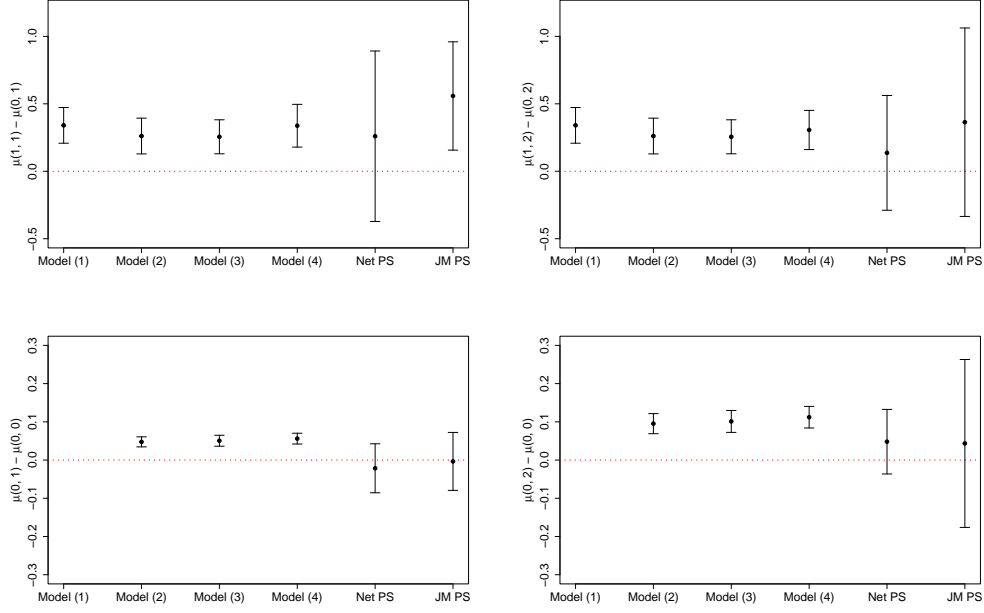 μ(1, 1) − μ(0, 1)
1.0
0.5
0.0
−0.5
Model (1) Model (2) Model (3) Model (4) Net PS JM PS
μ(1, 2) − μ(0, 2)
1.0
0.5
0.0
−0.5
Model (1) Model (2) Model (3) Model (4) Net PS JM PS
μ(0, 1) − μ(0, 0)
0.3
0.2
0.1
0.0
−0.1
−0.2
−0.3
Model (1) Model (2) Model (3) Model (4) Net PS JM PS
μ(0, 2) − μ(0, 0)
0.3
0.2
0.1
0.0
−0.1
−0.2
−0.3
Model (1) Model (2) Model (3) Model (4) Net PS JM PS